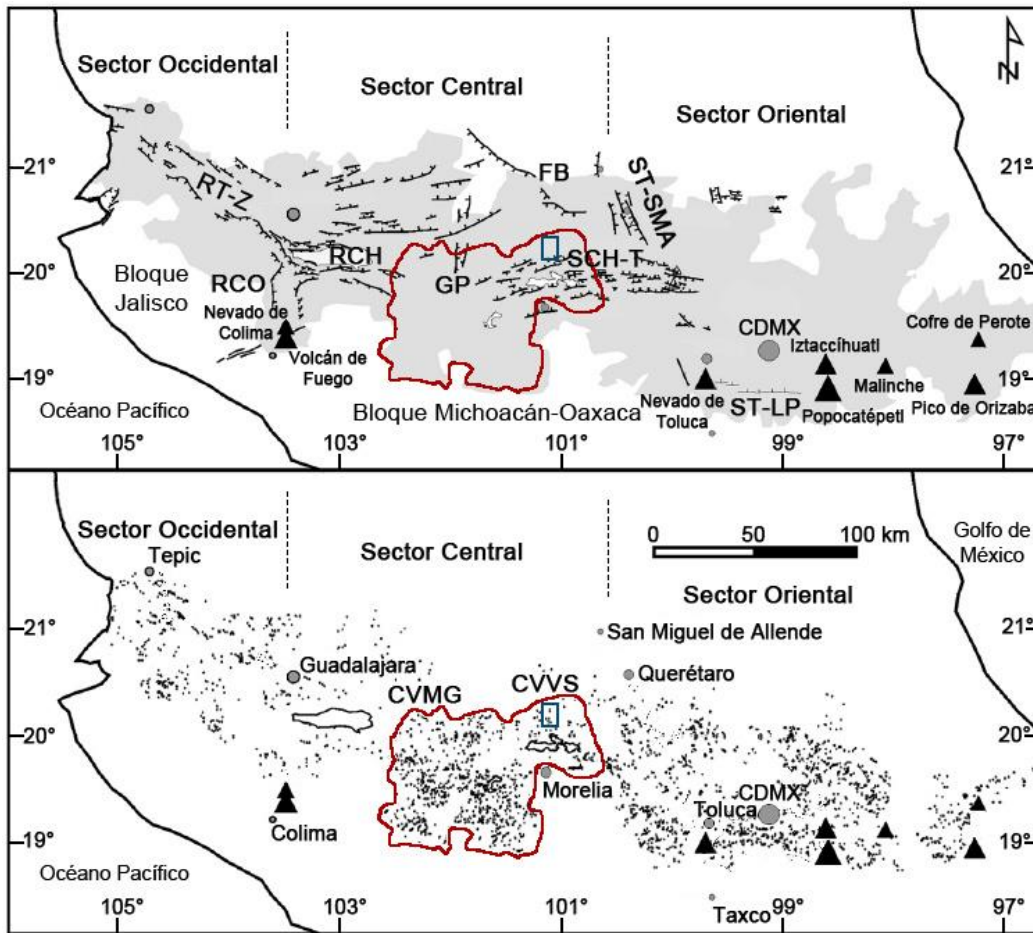 Sector Occidental
Sector Central
Sector Oriental
N
21°
21°
FB
ST-SMA
RT-Z
RCH
SCH-T
20°
20°
Bloque
Jalisco
RCO
GP
Nevado de
Colima
Volcán de
Fuego
CDMX
Iztaccíhuatl
Cofre de Perote
19°
19°
Malinche
Océano Pacífico
Bloque Michoacán-Oaxaca
Nevado de
Toluca
ST-LP
Popocatépetl
Pico de Orizaba
105°
103°
101°
99°
97°
Sector Occidental
Tepic
Sector Central
0 50 100 km
Golfo de
México
Sector Oriental
21°
San Miguel de Allende
21°
Guadalajara
Querétaro
CVMG
CVVS
20°
20°
Morelia
CDMX
Toluca
19°
Colima
19°
Océano Pacífico
Taxco
105°
103°
101°
99°
97°